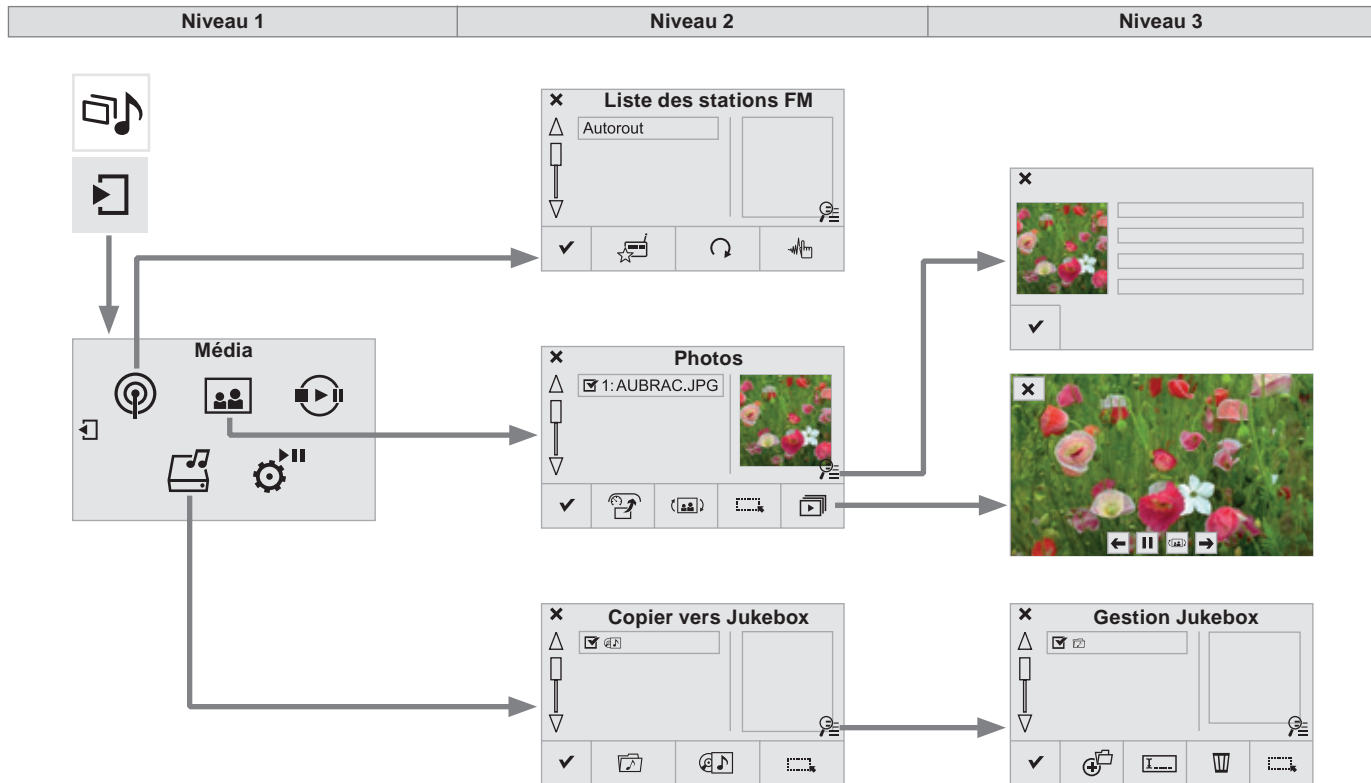 Niveau 1
Niveau 2
Niveau 3
Liste des stations FM
Autorout
Média
Photos
1: AUBRAC.JPG
Copier vers Jukebox
Gestion Jukebox